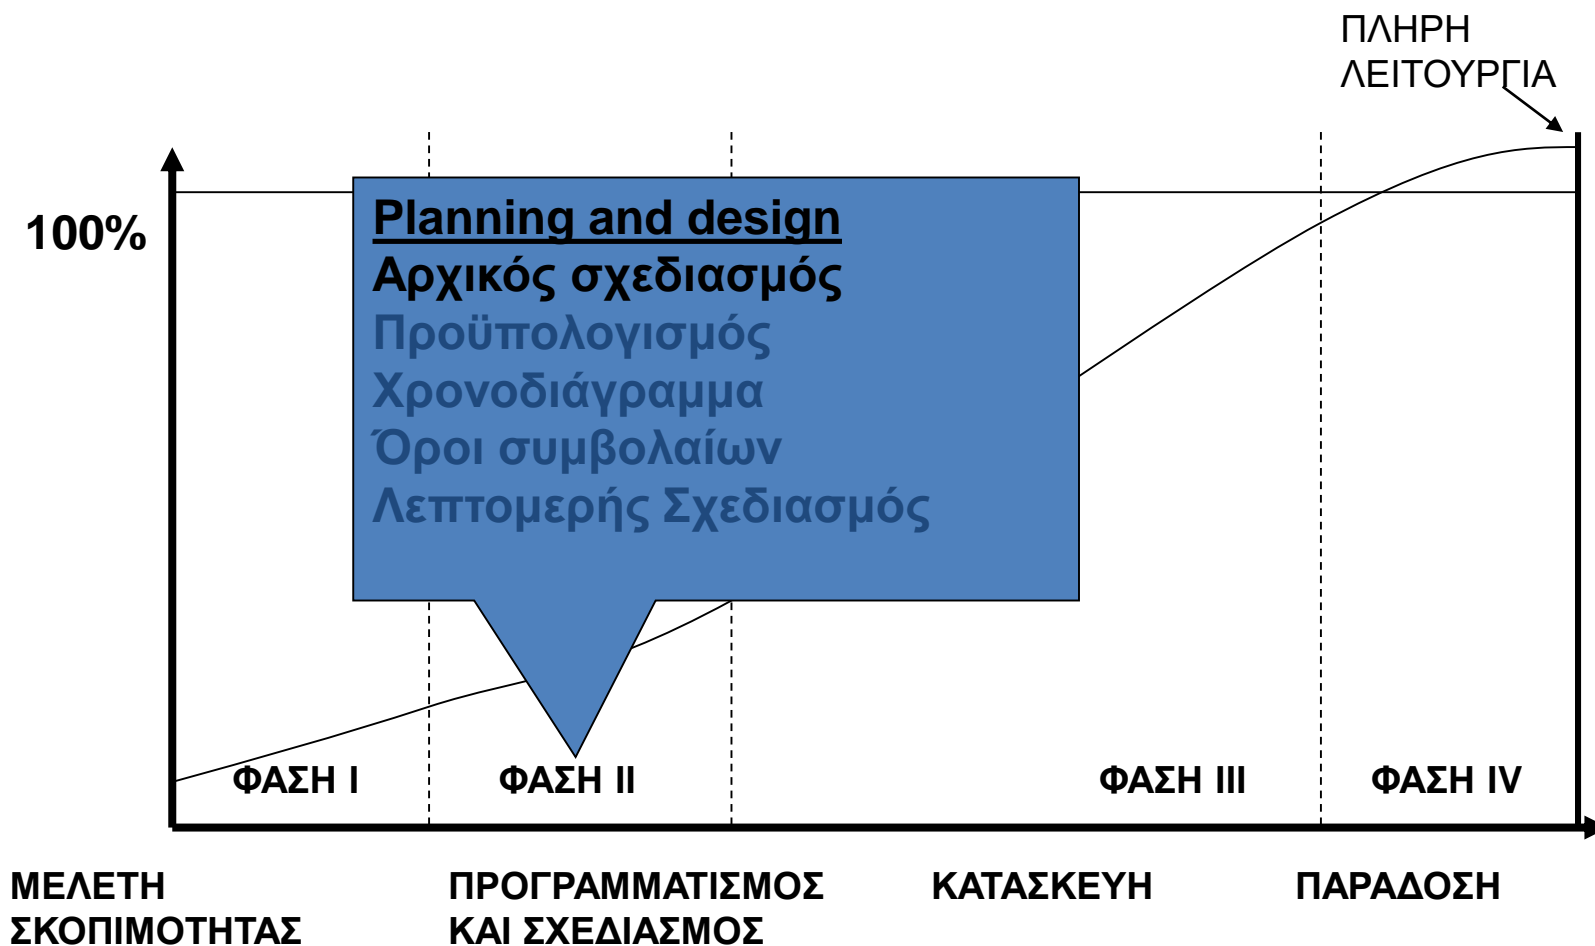 ΠΛΗΡΗ
ΛΕΙΤΟΥΡΓΙΑ
100%
Planning and design
Αρχικός σχεδιασμός
Προϋπολογισμός
Χρονοδιάγραμμα
Όροι συμβολαίων
Λεπτομερής Σχεδιασμός
ΦΑΣΗ Ι
ΦΑΣΗ ΙΙ
ΦΑΣΗ ΙΙΙ
ΦΑΣΗ IV
ΜΕΛΕΤΗ
ΣΚΟΠΙΜΟΤΗΤΑΣ
ΠΡΟΓΡΑΜΜΑΤΙΣΜΟΣ
ΚΑΙ ΣΧΕΔΙΑΣΜΟΣ
ΚΑΤΑΣΚΕΥΗ
ΠΑΡΑΔΟΣΗ